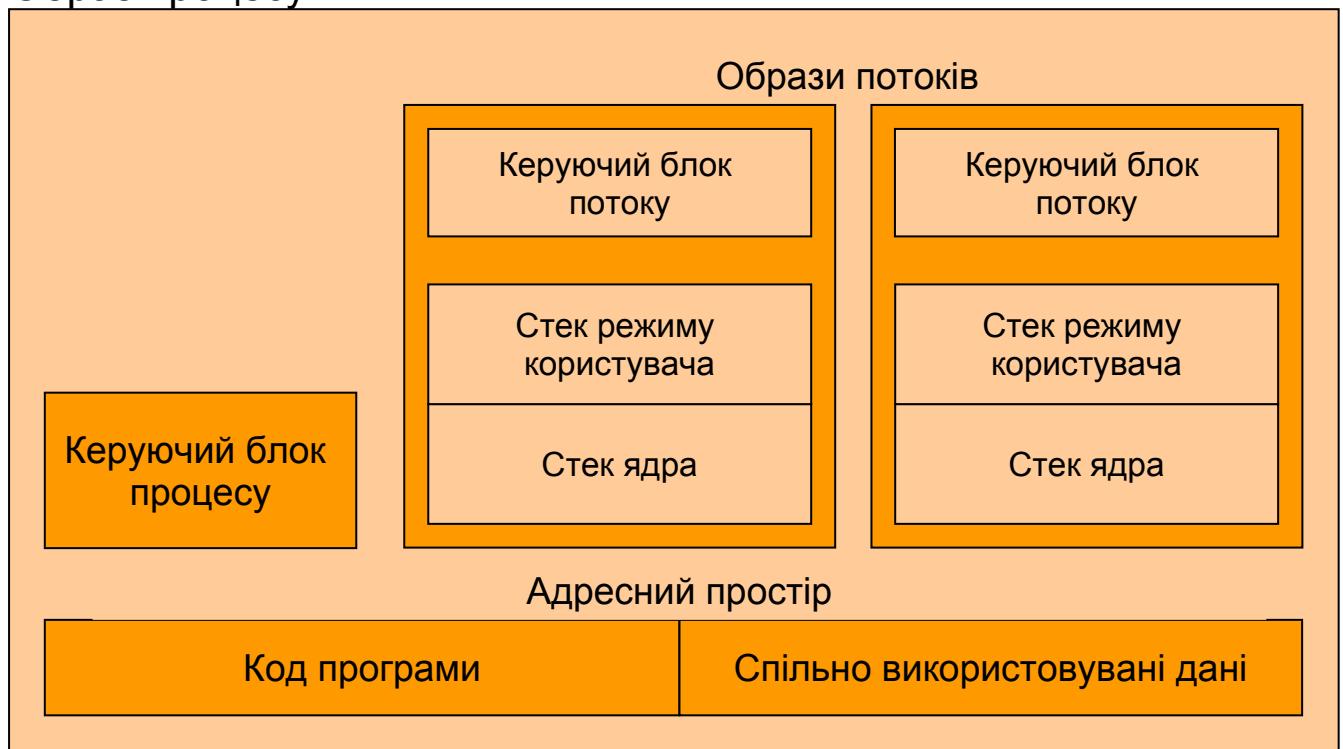 Образи потоків
Керуючий блок
потоку
Стек режиму
користувача
Стек ядра
Керуючий блок
потоку
Стек режиму
користувача
Стек ядра
Керуючий блок
процесу
Адресний простір
Код програми
Спільно використовувані дані